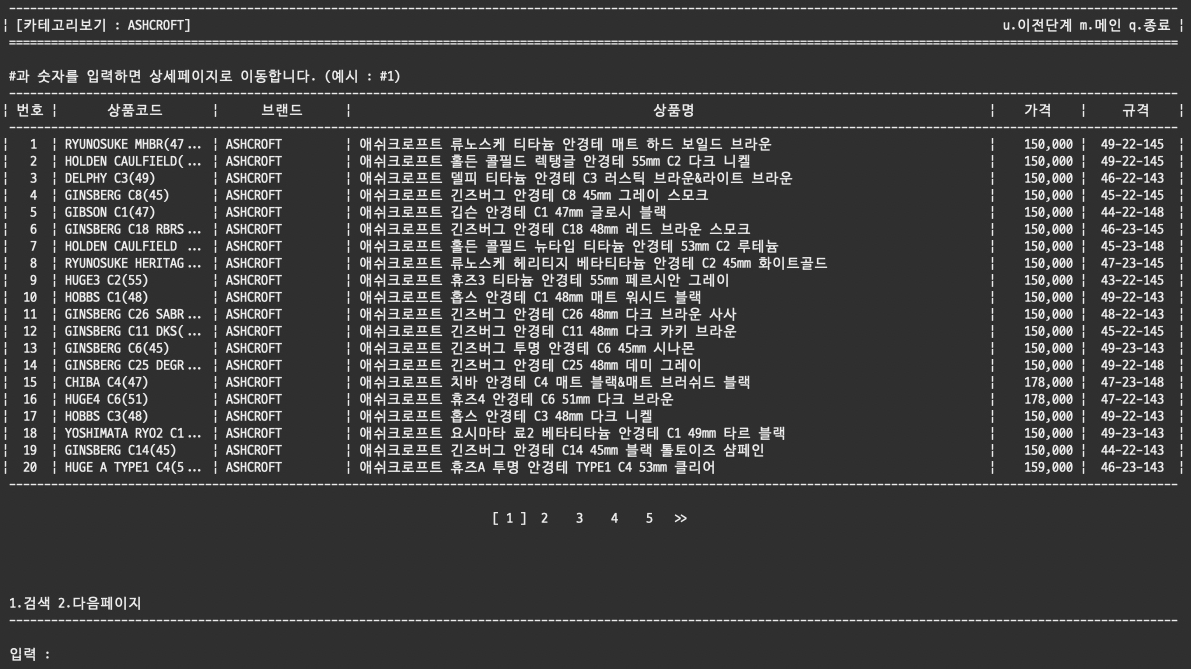 [카테고리보기 : ASHCROFT] u.이전단계 m.메인 q.종료
#과 숫자를 입력하면 상세페이지로 이동합니다. (예시 : #1)
번호 | 상품코드 | 브랜드 | 상품명 | 가격 | 규격
1 | RYUNOSUKE MHBR(47... | ASHCROFT | 애쉬크로프트 류노스케 티타늄 안경테 매트 하드 보일드 브라운 | 150,000 | 49-22-145
2 | HOLDEN CAULFIELD(... | ASHCROFT | 애쉬크로프트 홀든 콜필드 렉탱글 안경테 55mm C2 다크 니켈 | 150,000 | 49-22-145
3 | DELPHY C3(49) | ASHCROFT | 애쉬크로프트 델피 티타늄 안경테 C3 러스틱 브라운&라이트 브라운 | 150,000 | 46-22-143
4 | GINSBERG C8(45) | ASHCROFT | 애쉬크로프트 긴즈버그 안경테 C8 45mm 그레이 스모크 | 150,000 | 45-22-145
5 | GIBSON C1(47) | ASHCROFT | 애쉬크로프트 깁슨 안경테 C1 47mm 글로시 블랙 | 150,000 | 44-22-148
6 | GINSBERG C18 RBRS... | ASHCROFT | 애쉬크로프트 긴즈버그 안경테 C18 48mm 레드 브라운 스모크 | 150,000 | 46-23-145
7 | HOLDEN CAULFIELD ... | ASHCROFT | 애쉬크로프트 홀든 콜필드 뉴타입 티타늄 안경테 53mm C2 루테늄 | 150,000 | 45-23-148
8 | RYUNOSUKE HERITAG... | ASHCROFT | 애쉬크로프트 류노스케 헤리티지 베타티타늄 안경테 C2 45mm 화이트골드 | 150,000 | 47-23-145
9 | HUGE3 C2(55) | ASHCROFT | 애쉬크로프트 휴즈3 티타늄 안경테 55mm 페르시안 그레이 | 150,000 | 43-22-145
10 | HOBBS C1(48) | ASHCROFT | 애쉬크로프트 홉스 안경테 C1 48mm 매트 워시드 블랙 | 150,000 | 49-22-143
11 | GINSBERG C26 SABR... | ASHCROFT | 애쉬크로프트 긴즈버그 안경테 C26 48mm 다크 브라운 사사 | 150,000 | 48-22-143
12 | GINSBERG C11 DKS(... | ASHCROFT | 애쉬크로프트 긴즈버그 안경테 C11 48mm 다크 카키 브라운 | 150,000 | 45-22-145
13 | GINSBERG C6(45) | ASHCROFT | 애쉬크로프트 긴즈버그 투명 안경테 C6 45mm 시나몬 | 150,000 | 49-23-143
14 | GINSBERG C25 DEGR... | ASHCROFT | 애쉬크로프트 긴즈버그 안경테 C25 48mm 데미 그레이 | 150,000 | 49-22-143
15 | CHIBA C4(47) | ASHCROFT | 애쉬크로프트 치바 안경테 C4 매트 블랙&매트 브러쉬드 블랙 | 178,000 | 47-23-148
16 | HUGE4 C6(51) | ASHCROFT | 애쉬크로프트 휴즈4 안경테 C6 51mm 다크 브라운 | 178,000 | 47-22-143
17 | HOBBS C3(48) | ASHCROFT | 애쉬크로프트 홉스 안경테 C3 48mm 다크 니켈 | 150,000 | 49-22-143
18 | YOSHIMATA RYO2 C1... | ASHCROFT | 애쉬크로프트 요시마타 료2 베타티타늄 안경테 C1 49mm 타르 블랙 | 150,000 | 49-23-143
19 | GINSBERG C14(45) | ASHCROFT | 애쉬크로프트 긴즈버그 안경테 C14 45mm 블랙 톨토이즈 샴페인 | 150,000 | 44-22-143
20 | HUGE A TYPE1 C4(5... | ASHCROFT | 애쉬크로프트 휴즈A 투명 안경테 TYPE1 C4 53mm 클리어 | 159,000 | 46-23-143
[ 1 ] 2 3 4 5 >>
1.검색 2.다음페이지
입력 :